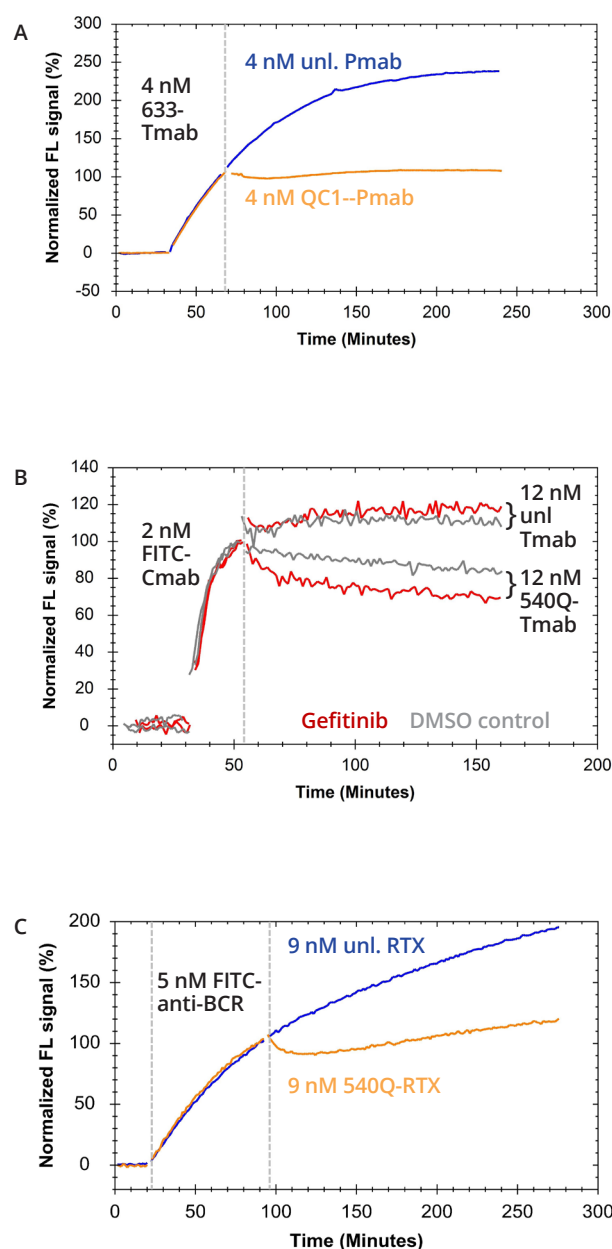 A
Normalized FL signal (%)
300
250
200
150
100
50
0
-50
4 nM
633-
Tmab
4 nM unl. Pmab
4 nM QC1--Pmab
0
50
100
150
200
250
300
Time (Minutes)
B
Normalized FL signal (%)
140
120
100
80
60
40
20
0
2 nM
FITC-
Cmab
12 nM
unl
Tmab
12 nM
540Q-
Tmab
Gefitinib
DMSO control
0
50
100
150
200
Time (Minutes)
C
Normalized FL signal (%)
200
150
100
50
0
5 nM FITC-
anti-BCR
9 nM unl. RTX
9 nM 540Q-RTX
0
50
100
150
200
250
300
Time (Minutes)